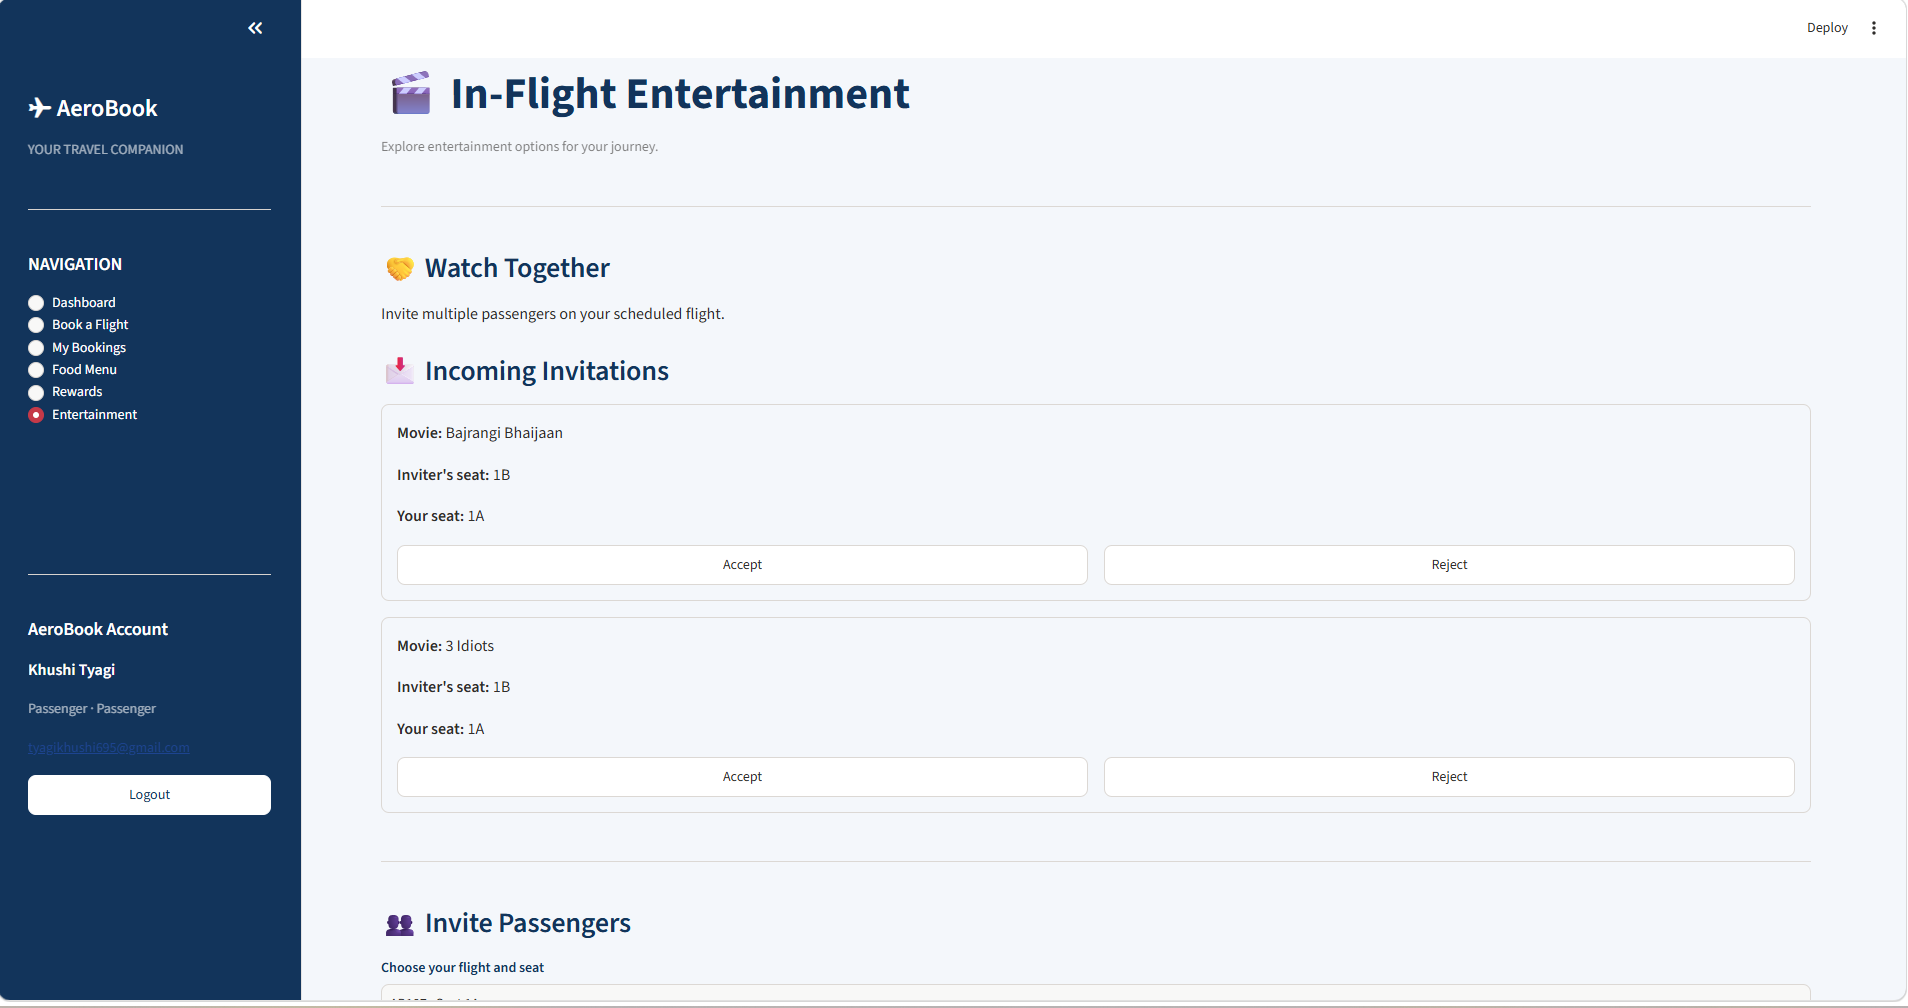 Deploy
AeroBook
YOUR TRAVEL COMPANION
NAVIGATION
Dashboard
Book a Flight
My Bookings
Food Menu
Rewards
Entertainment
AeroBook Account
Khushi Tyagi
Passenger · Passenger
tyagikhushi695@gmail.com
Logout
In-Flight Entertainment
Explore entertainment options for your journey.
Watch Together
Invite multiple passengers on your scheduled flight.
Incoming Invitations
Movie: Bajrangi Bhaijaan
Inviter's seat: 1B
Your seat: 1A
Accept Reject
Movie: 3 Idiots
Inviter's seat: 1B
Your seat: 1A
Accept Reject
Invite Passengers
Choose your flight and seat